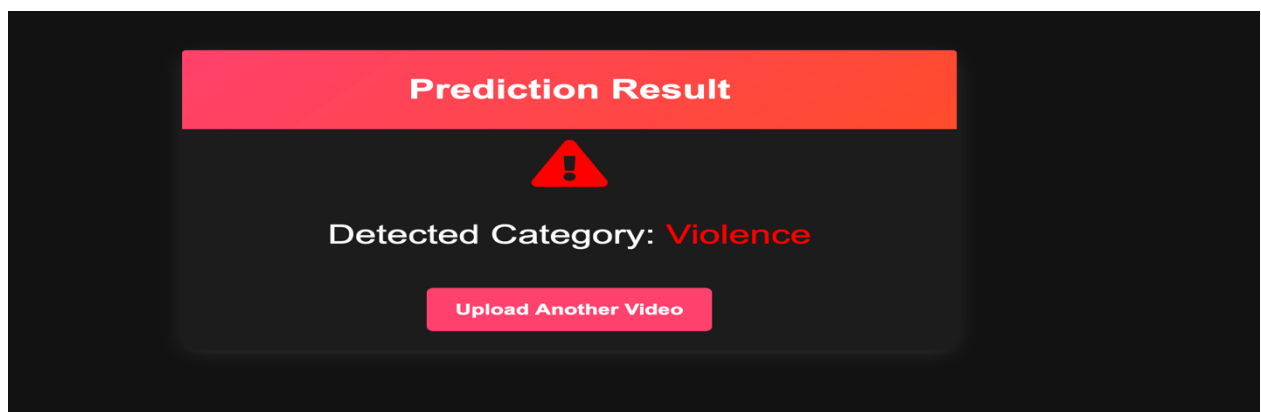 Prediction Result
Detected Category: Violence
Upload Another Video